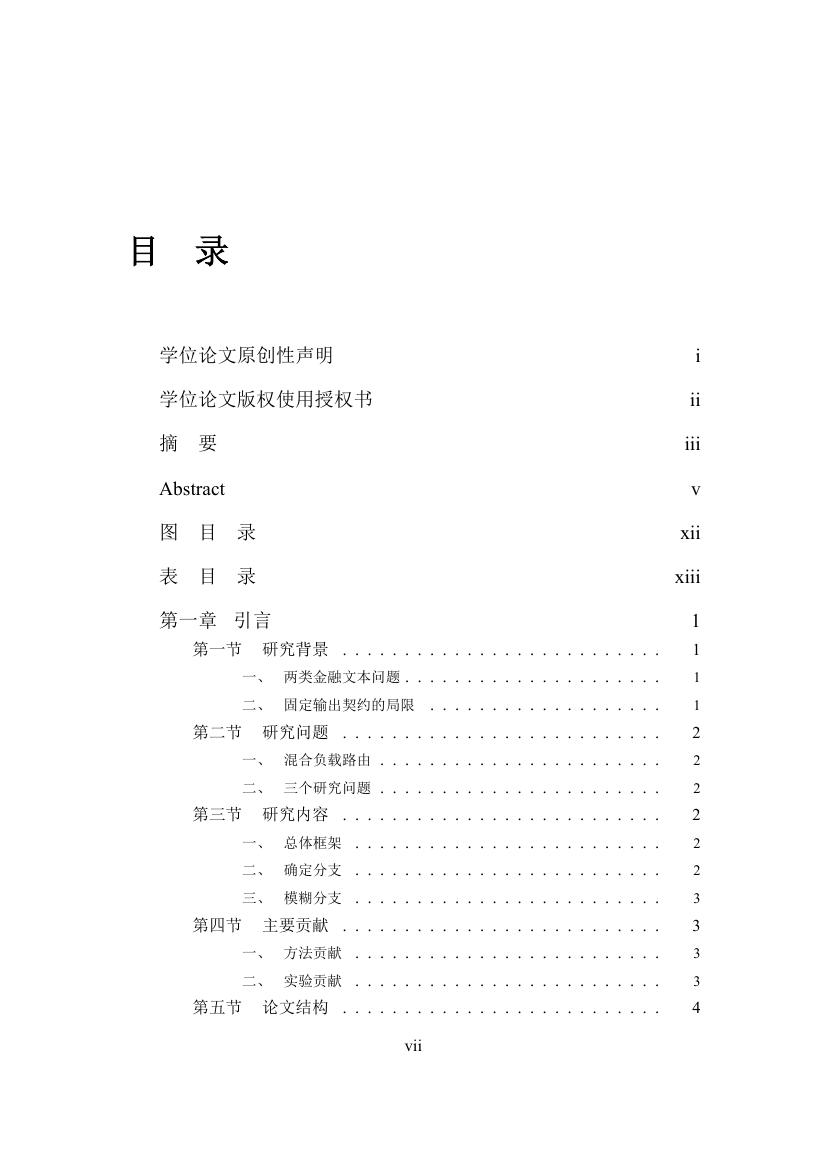 目 录
学位论文原创性声明 i
学位论文版权使用授权书 ii
摘 要 iii
Abstract v
图 目 录 xii
表 目 录 xiii
第一章 引言 1
第一节 研究背景 . . . . . . . . . . . . . . . . . . . . . . . . . . 1
一、 两类金融文本问题 . . . . . . . . . . . . . . . . . . . . . 1
二、 固定输出契约的局限 . . . . . . . . . . . . . . . . . . . 1
第二节 研究问题 . . . . . . . . . . . . . . . . . . . . . . . . . . 2
一、 混合负载路由 . . . . . . . . . . . . . . . . . . . . . . . 2
二、 三个研究问题 . . . . . . . . . . . . . . . . . . . . . . . 2
第三节 研究内容 . . . . . . . . . . . . . . . . . . . . . . . . . . 2
一、 总体框架 . . . . . . . . . . . . . . . . . . . . . . . . . 2
二、 确定分支 . . . . . . . . . . . . . . . . . . . . . . . . . 2
三、 模糊分支 . . . . . . . . . . . . . . . . . . . . . . . . . 3
第四节 主要贡献 . . . . . . . . . . . . . . . . . . . . . . . . . . 3
一、 方法贡献 . . . . . . . . . . . . . . . . . . . . . . . . . 3
二、 实验贡献 . . . . . . . . . . . . . . . . . . . . . . . . . 3
第五节 论文结构 . . . . . . . . . . . . . . . . . . . . . . . . . . 4
vii